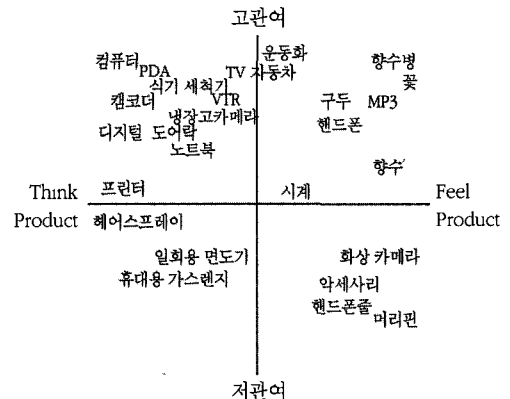 고관여
컴퓨터 운동화 향수병
PDA TV 자동차 꽃
식기 세척기
캠코더 VTR 구두 MP3
냉장고카메라 핸드폰
디지털 도어락
노트북
향수
Think 프린터 시계 Feel
Product 헤어스프레이 Product
일회용 면도기 화상 카메라
휴대용 가스렌지 악세사리
핸드폰줄
머리핀
저관여